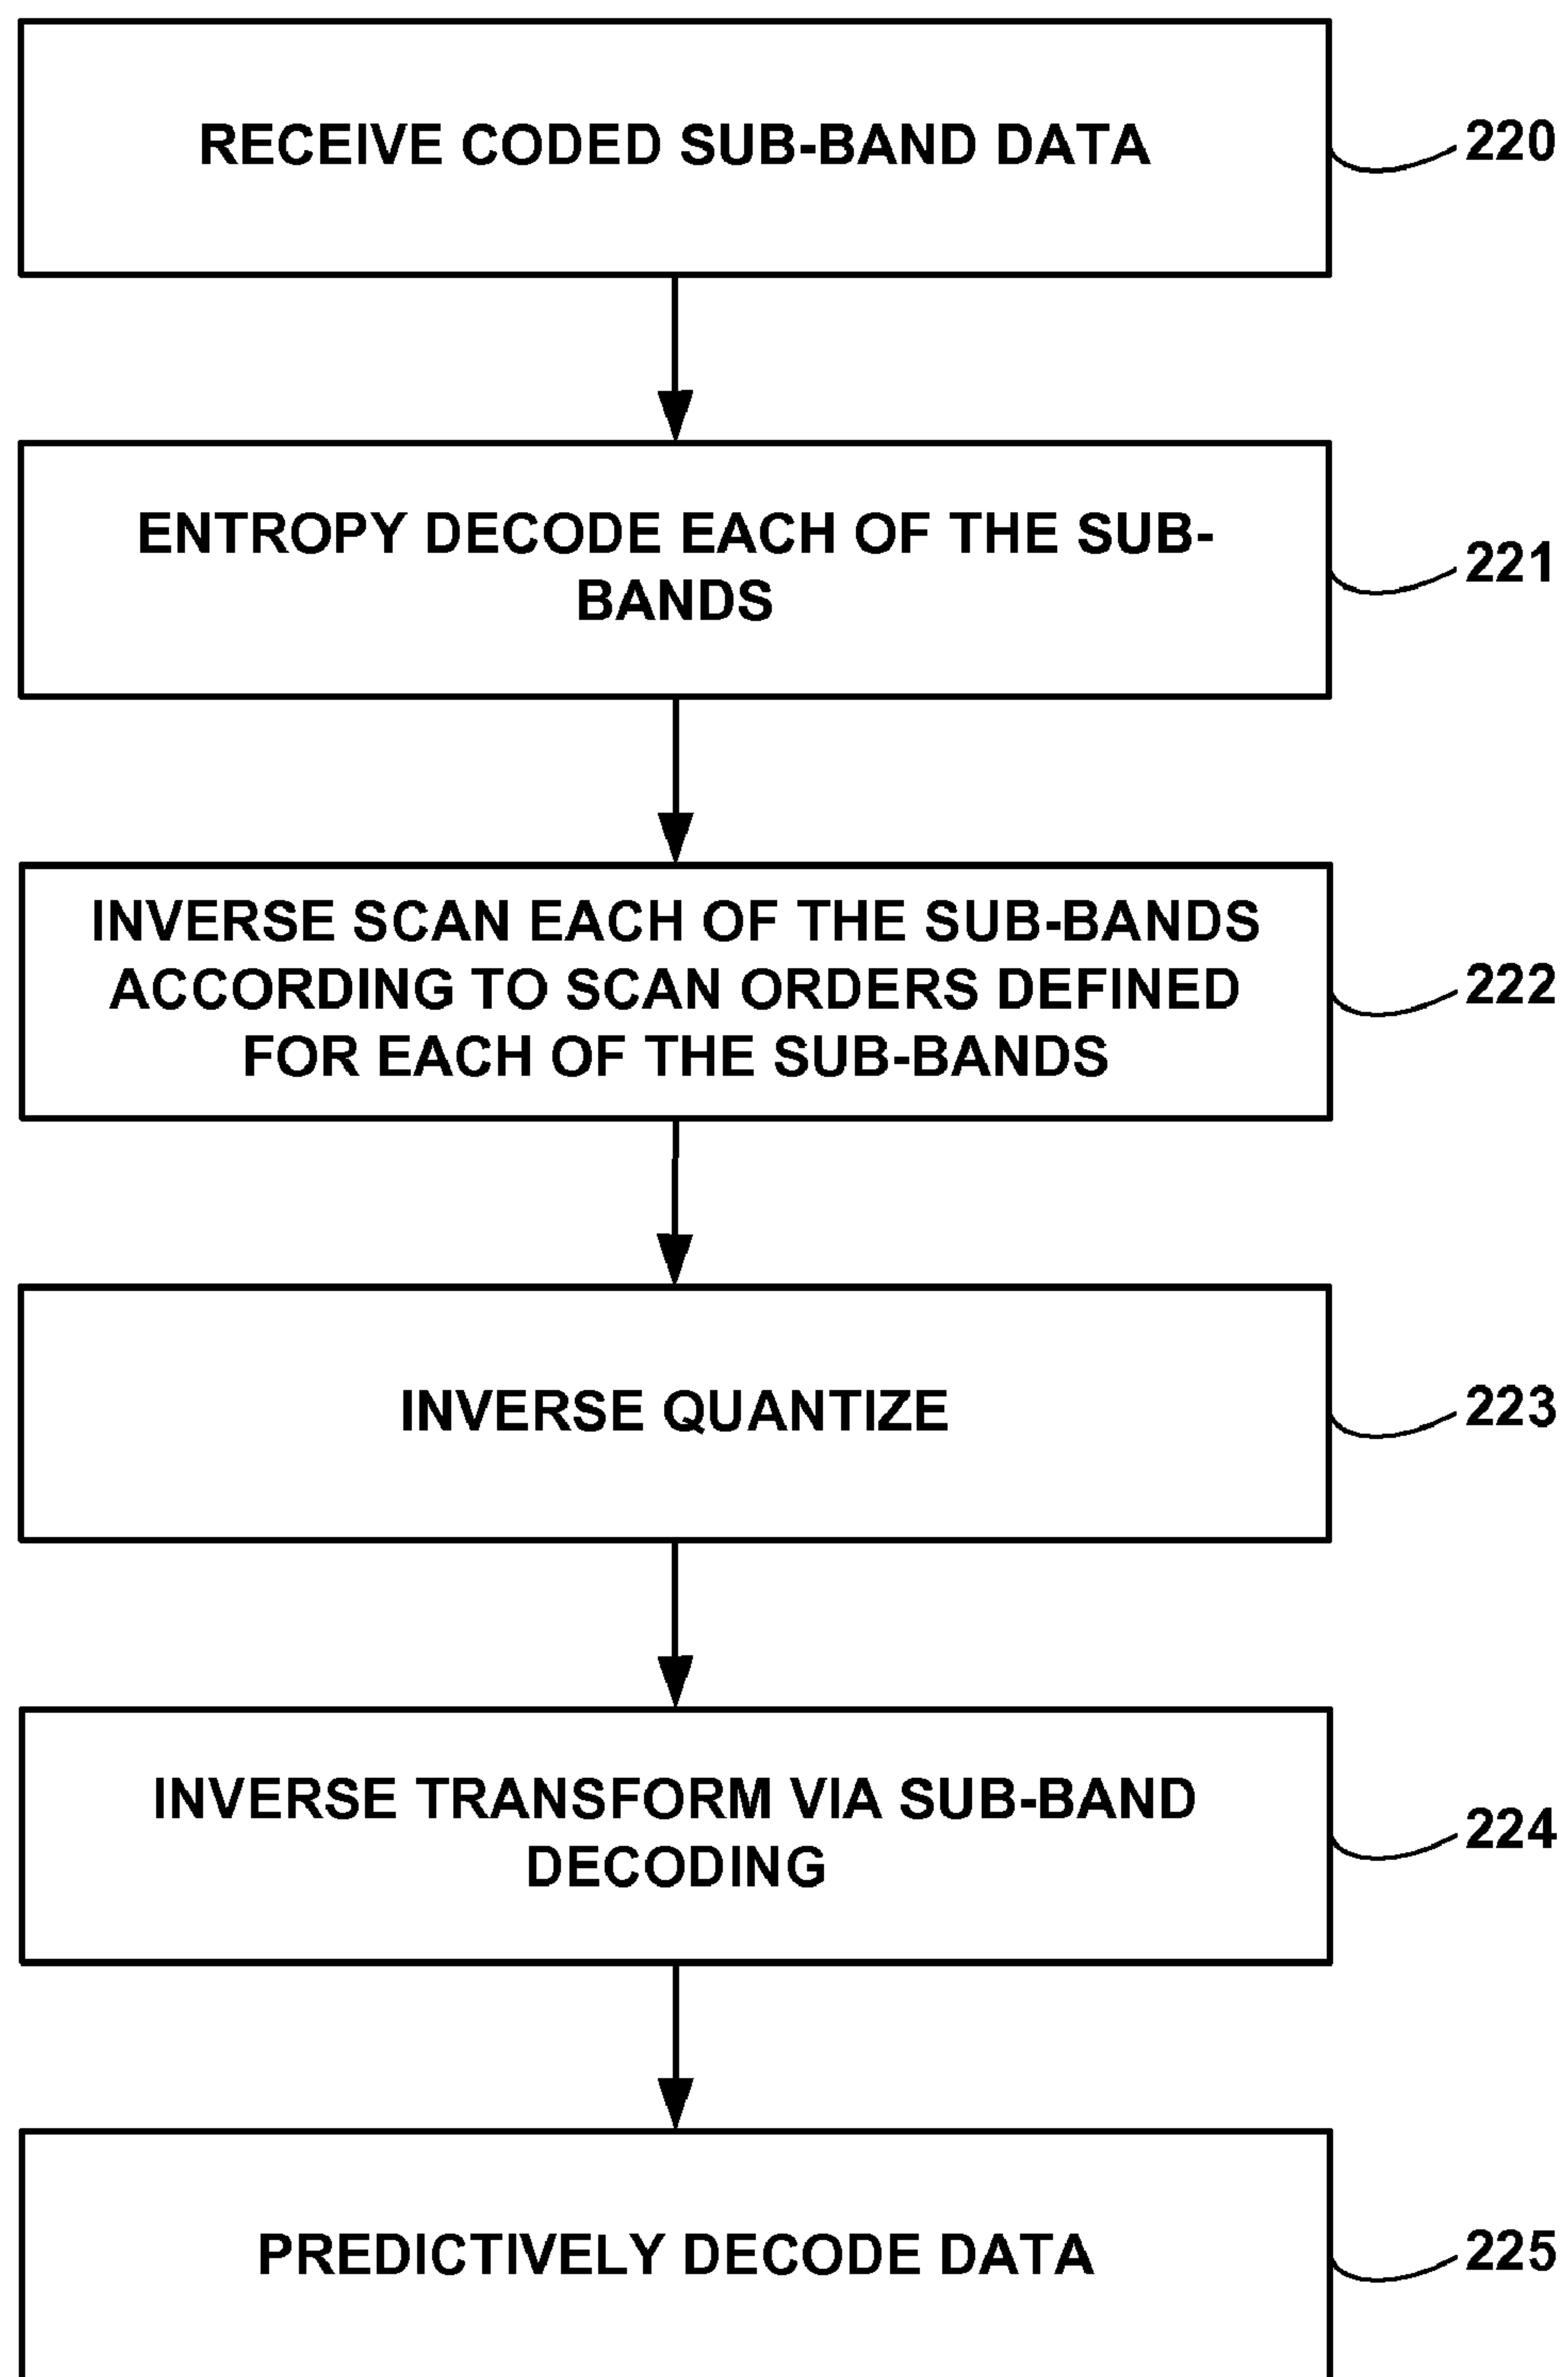 RECEIVE CODED SUB-BAND DATA
220
ENTROPY DECODE EACH OF THE SUB-
BANDS
221
INVERSE SCAN EACH OF THE SUB-BANDS
ACCORDING TO SCAN ORDERS DEFINED
FOR EACH OF THE SUB-BANDS
222
INVERSE QUANTIZE
223
INVERSE TRANSFORM VIA SUB-BAND
DECODING
224
PREDICTIVELY DECODE DATA
225